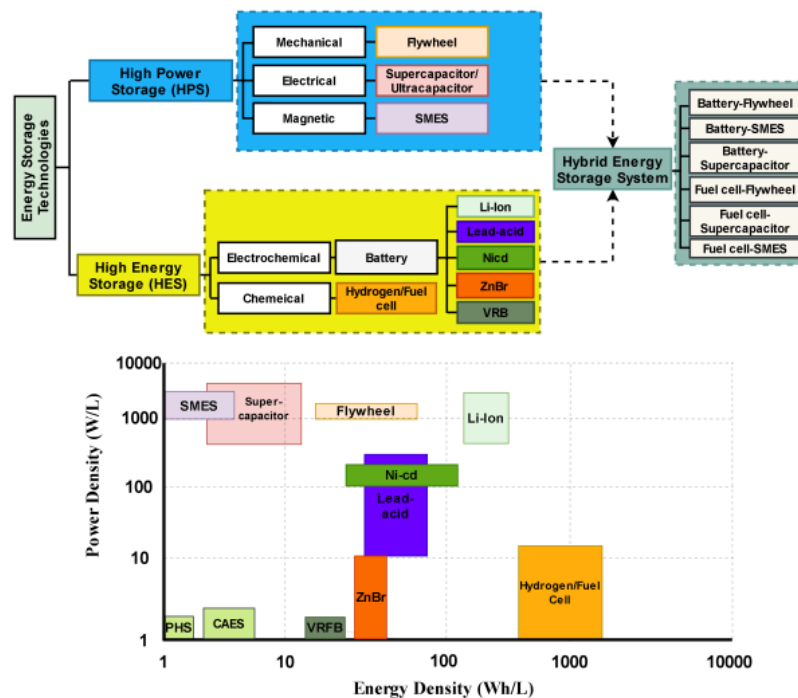 Energy Storage
Technologies
High Power
Storage (HPS)
Mechanical
Flywheel
Electrical
Supercapacitor/
Ultracapacitor
Magnetic
SMES
High Energy
Storage (HES)
Electrochemical
Battery
Chemeical
Hydrogen/Fuel
cell
Li-Ion
Lead-acid
Nicd
ZnBr
VRB
Hybrid Energy
Storage System
Battery-Flywheel
Battery-SMES
Battery-
Supercapacitor
Fuel cell-Flywheel
Fuel cell-
Supercapacitor
Fuel cell-SMES
Power Density (W/L)
10000
1000
100
10
1
SMES
Super-
capacitor
Flywheel
Li-Ion
Ni-cd
Lead-
acid
ZnBr
Hydrogen/Fuel
Cell
PHS
CAES
VRFB
1
10
100
1000
10000
Energy Density (Wh/L)